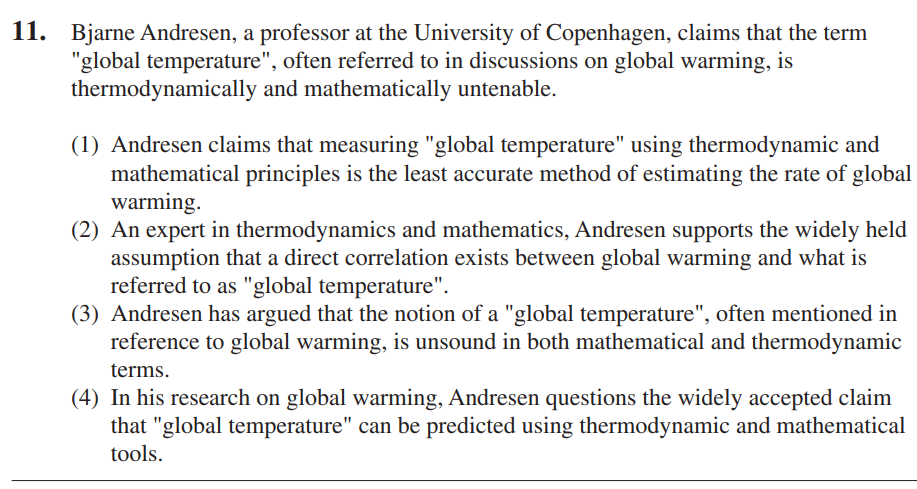 11. Bjarne Andresen, a professor at the University of Copenhagen, claims that the term
"global temperature", often referred to in discussions on global warming, is
thermodynamically and mathematically untenable.
(1) Andresen claims that measuring "global temperature" using thermodynamic and
mathematical principles is the least accurate method of estimating the rate of global
warming.
(2) An expert in thermodynamics and mathematics, Andresen supports the widely held
assumption that a direct correlation exists between global warming and what is
referred to as "global temperature".
(3) Andresen has argued that the notion of a "global temperature", often mentioned in
reference to global warming, is unsound in both mathematical and thermodynamic
terms.
(4) In his research on global warming, Andresen questions the widely accepted claim
that "global temperature" can be predicted using thermodynamic and mathematical
tools.